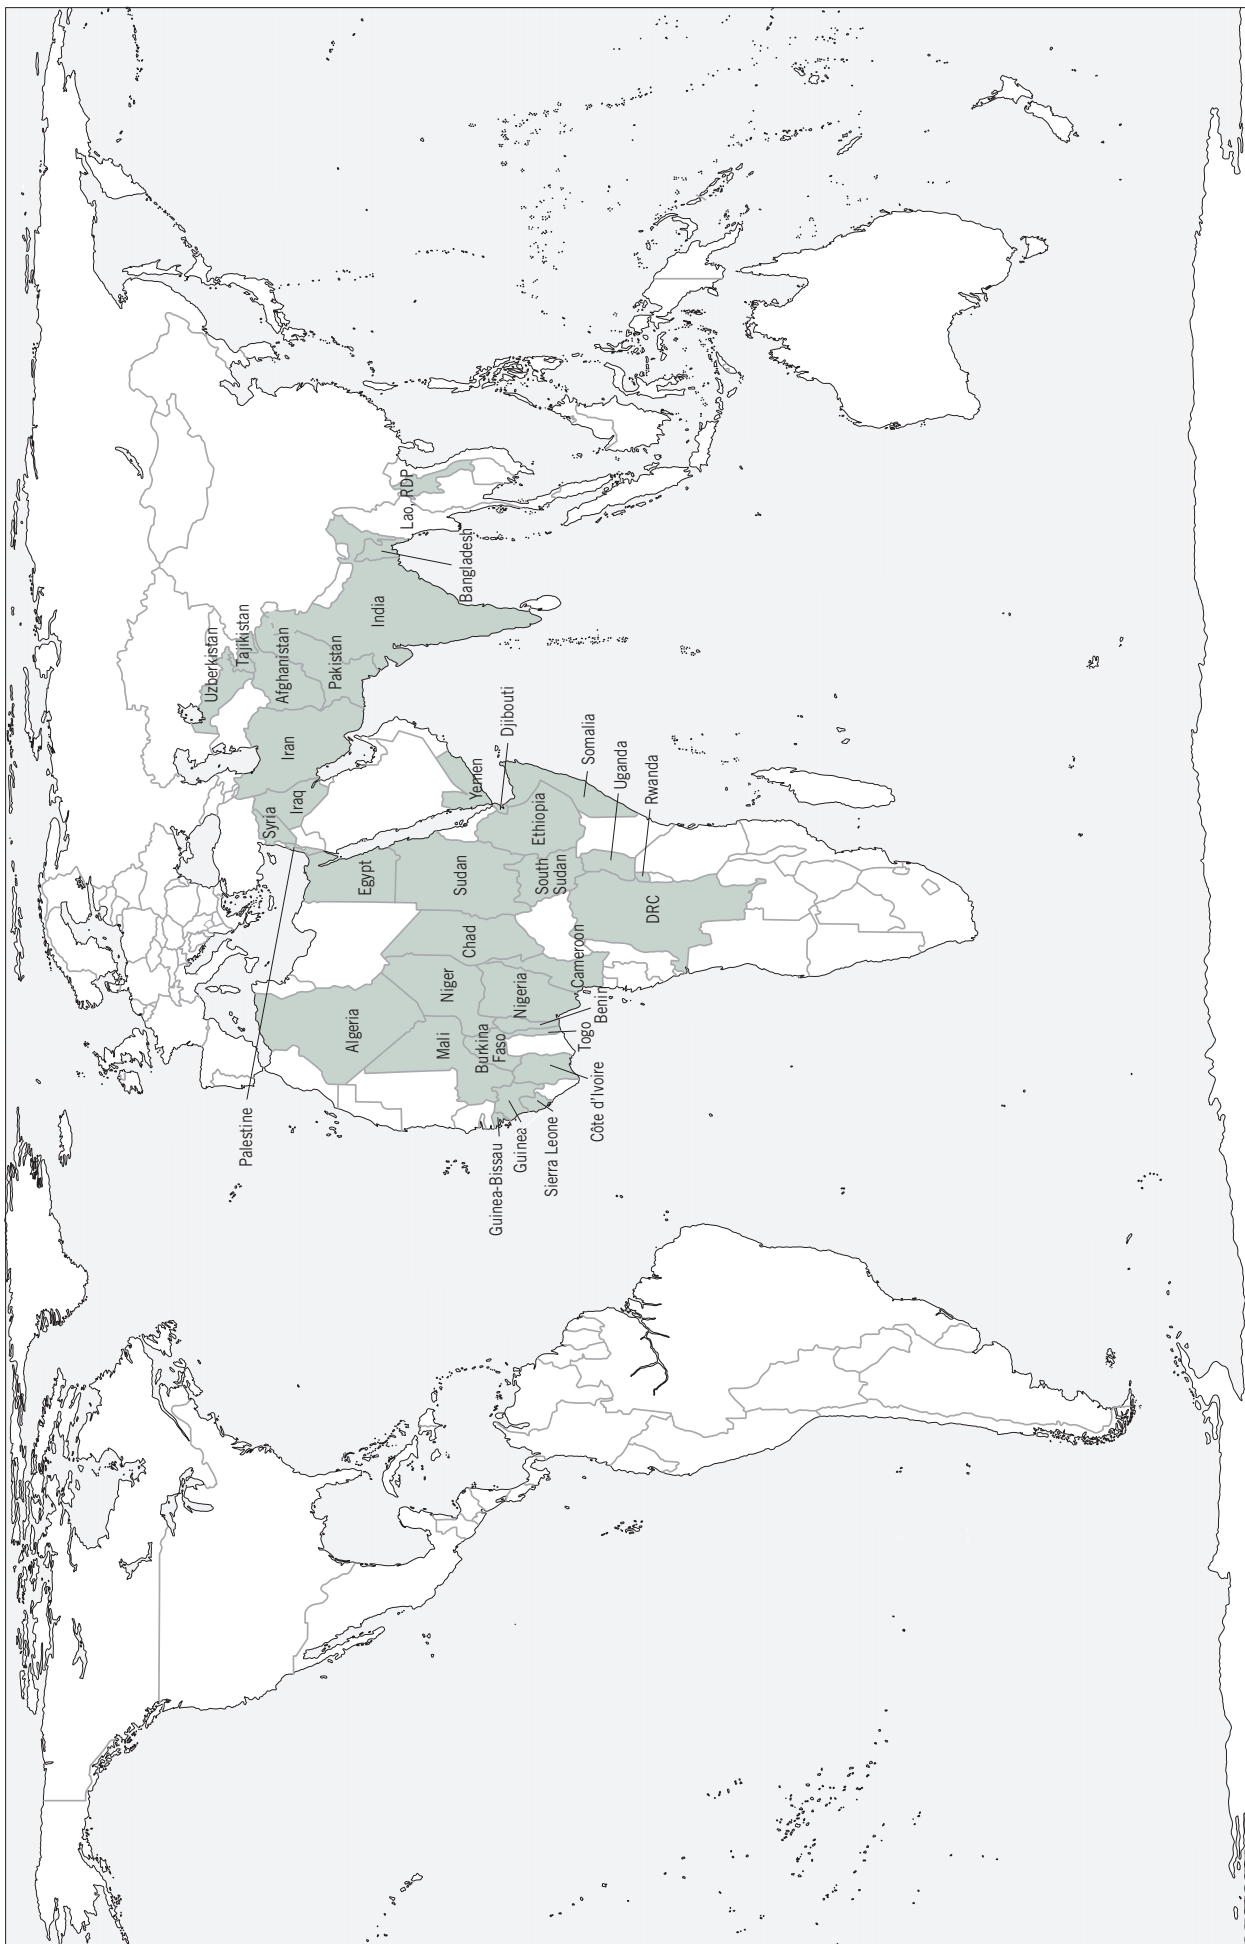 Uzberkistan
Tajikistan
Afghanistan
Pakistan
India
Bangladesh
Lao, RDP
Iran
Iraq
Syria
Palestine
Yemen
Djibouti
Somalia
Ethiopia
Uganda
Rwanda
Egypt
Sudan
South
Sudan
DRC
Chad
Cameroon
Niger
Nigeria
Benin
Togo
Algeria
Mali
Burkina
Faso
Côte d'Ivoire
Sierra Leone
Guinea
Guinea-Bissau